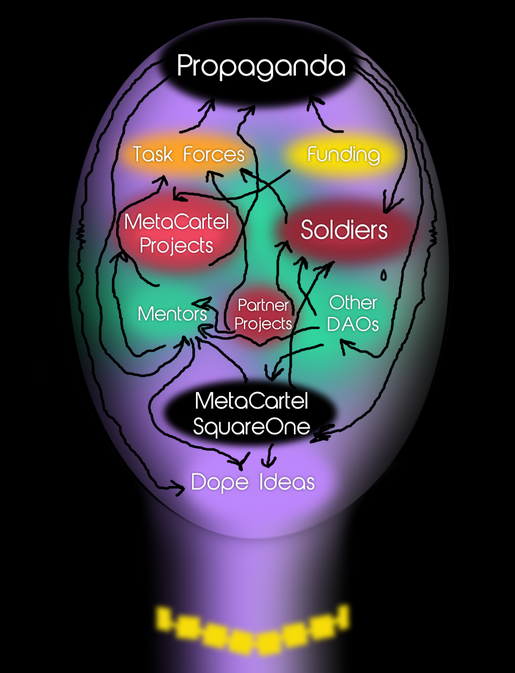 Propaganda
Task Forces
Funding
MetaCartel
Projects
Soldiers
Mentors
Partner
Projects
Other
DAOs
MetaCartel
SquareOne
Dope Ideas